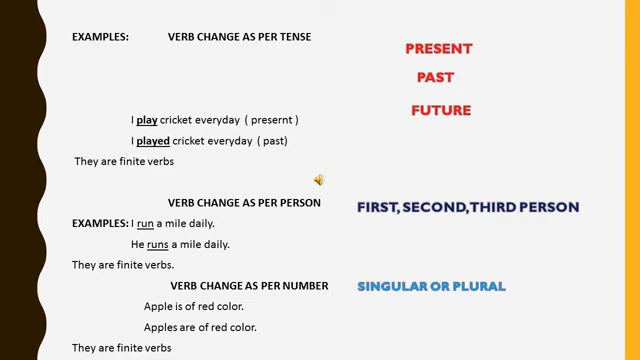 EXAMPLES: VERB CHANGE AS PER TENSE
PRESENT
PAST
FUTURE
I play cricket everyday ( presernt )
I played cricket everyday ( past)
They are finite verbs
VERB CHANGE AS PER PERSON
FIRST, SECOND,THIRD PERSON
EXAMPLES: I run a mile daily.
He runs a mile daily.
They are finite verbs.
VERB CHANGE AS PER NUMBER
SINGULAR OR PLURAL
Apple is of red color.
Apples are of red color.
They are finite verbs